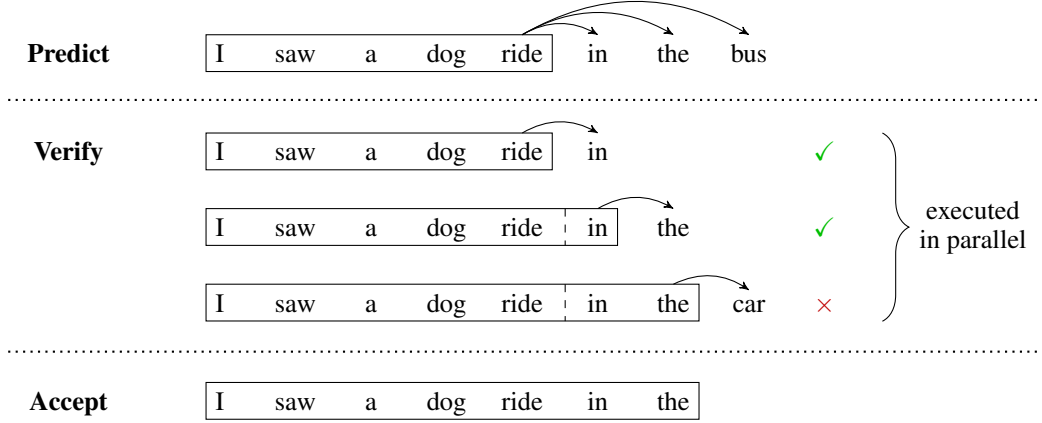 Predict I saw a dog ride in the bus
Verify I saw a dog ride in ✓
I saw a dog ride in the ✓
I saw a dog ride in the car ×
executed
in parallel
Accept I saw a dog ride in the